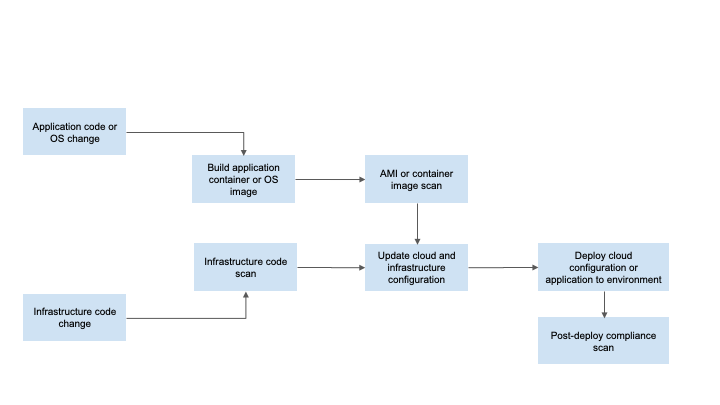 Application code or
OS change
Build application
container or OS
image
AMI or container
image scan
Infrastructure code
scan
Update cloud and
infrastructure
configuration
Deploy cloud
configuration or
application to environment
Infrastructure code
change
Post-deploy compliance
scan